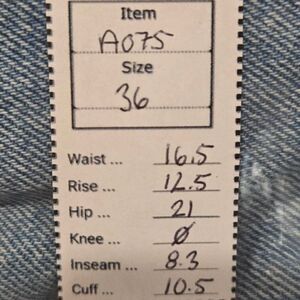 Item
A075
Size
36
Waist ... 16.5
Rise ... 12.5
Hip ... 21
Knee ... Ø
Inseam ... 8.3
Cuff ... 10.5